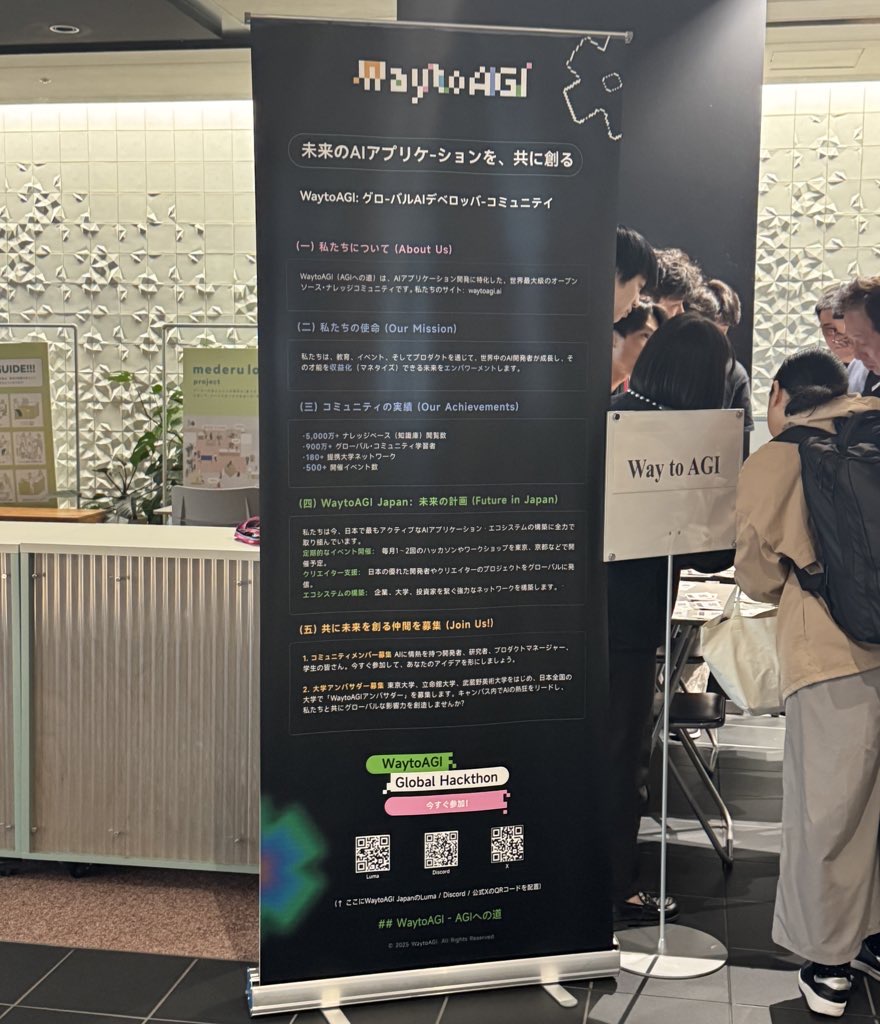 WaytoAGI
未来のAIアプリケ-ションを、共に創る
WaytoAGI: グロ-バルAIデベロッパ-コミュニテイ
(一) 私たちについて (About Us)
WaytoAGI（AGIへの道）は、AIアプリケーション開発に特化した、世界最大級のオープン
ソース・ナレッジコミュニティです。私たちのサイト：waytoagi.ai
(二) 私たちの使命 (Our Mission)
私たちは、教育、イベント、そしてプロダクトを通じて、世界中のAI開発者が成長し、そ
の才能を収益化（マネタイズ）できる未来をエンパワーメントします。
(三) コミュニティの実績 (Our Achievements)
·5,000万+ ナレッジベース（知識庫）閲覧数
·900万+ グローバル・コミュニティ学習者
·180+ 提携大学ネットワーク
·500+ 開催イベント数
(四) WaytoAGI Japan：未来の計画 (Future in Japan)
私たちは今、日本で最もアクティブなAIアプリケーション・エコシステムの構築に全力で
取り組んでいます。
定期的なイベント開催： 毎月1~2回のハッカソンやワークショップを東京、京都などで開
催予定。
クリエイター支援： 日本の優れた開発者やクリエイターのプロジェクトをグローバルに発
信。
エコシステムの構築： 企業、大学、投資家を繋ぐ強力なネットワークを構築します。
(五) 共に未来を創る仲間を募集 (Join Us!)
1. コミュニティメンバー募集 AIに情熱を持つ開発者、研究者、プロダクトマネージャー、
学生の皆さん。今すぐ参加して、あなたのアイデアを形にしましょう。
2. 大学アンバサダー募集 東京大学、立命館大学、武蔵野美術大学をはじめ、日本全国の
大学で「WaytoAGIアンバサダー」を募集します。キャンパス内でAIの熱狂をリードし、
私たちと共にグローバルな影響力を創造しませんか？
WaytoAGI
Global Hackthon
今すぐ参加！
Luma
Discord
X
(↑ ここにWaytoAGI JapanのLuma / Discord / 公式XのQRコードを配置)
## WaytoAGI - AGIへの道
© 2025 WaytoAGI. All Rights Reserved
Way to AGI
GUIDE!!!
mederu
project